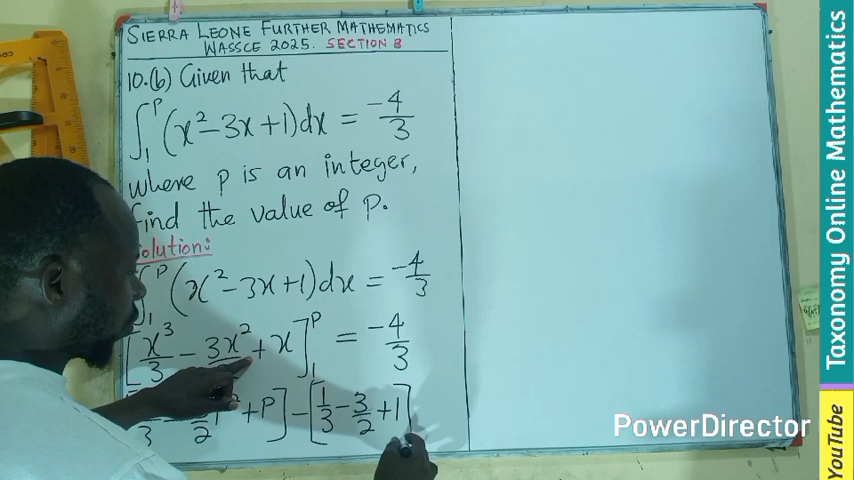 SIERRA LEONE FURTHER MATHEMATICS
WASSCE 2025. SECTION B
10.(b) Given that
∫₁ᴾ (x² - 3x + 1)dx = -4/3
where p is an integer,
find the value of p.
Solution:
∫₁ᴾ (x² - 3x + 1)dx = -4/3
[x³/3 - 3x²+ x]₁ᴾ = -4/3
3 - 2 ² + P] - [1/3 - 3/2 + 1]
PowerDirector
Taxonomy Online Mathematics
YouTube